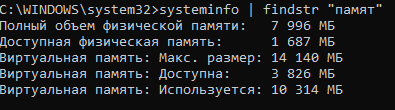 C:\WINDOWS\system32>systeminfo | findstr "памят"
Полный объем физической памяти:    7 996 МБ
Доступная физическая память:       1 687 МБ
Виртуальная память: Макс. размер: 14 140 МБ
Виртуальная память: Доступна:      3 826 МБ
Виртуальная память: Используется: 10 314 МБ